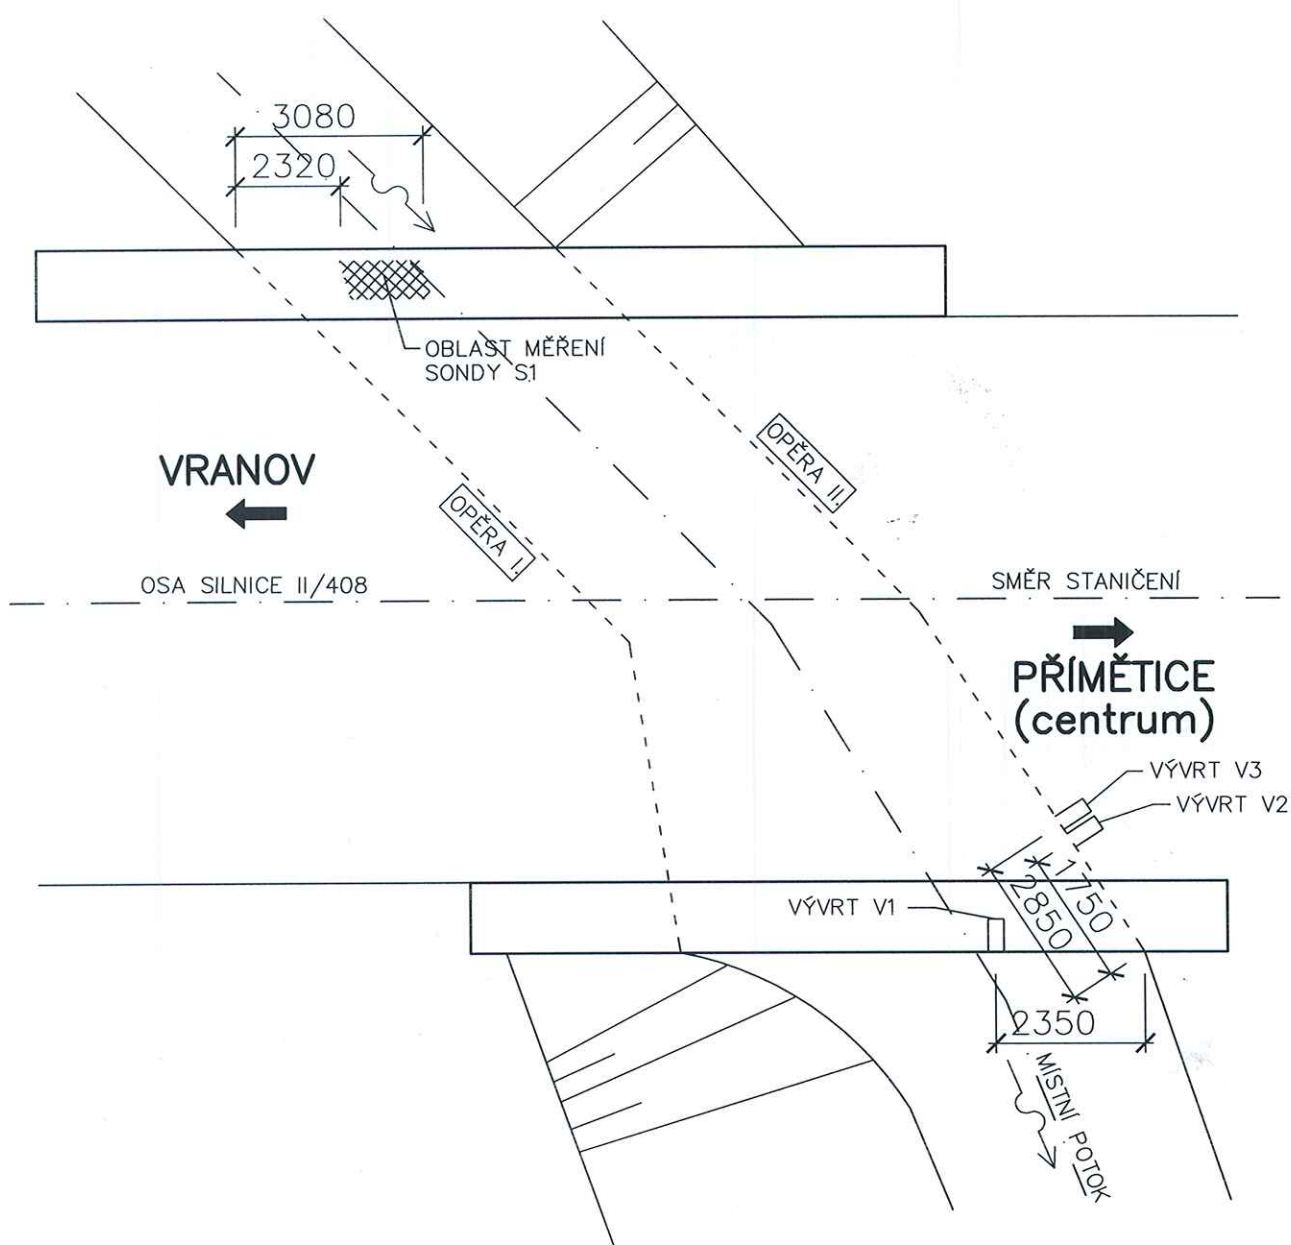 3080
2320
OBLAST MĚŘENÍ
SONDY S1
OPĚRA II.
VRANOV
OPĚRA I.
OSA SILNICE II/408
SMĚR STANIČENÍ
PŘÍMĚTICE
(centrum)
VÝVRT V3
VÝVRT V2
1750
2850
VÝVRT V1
2350
MÍSTNÍ POTOK